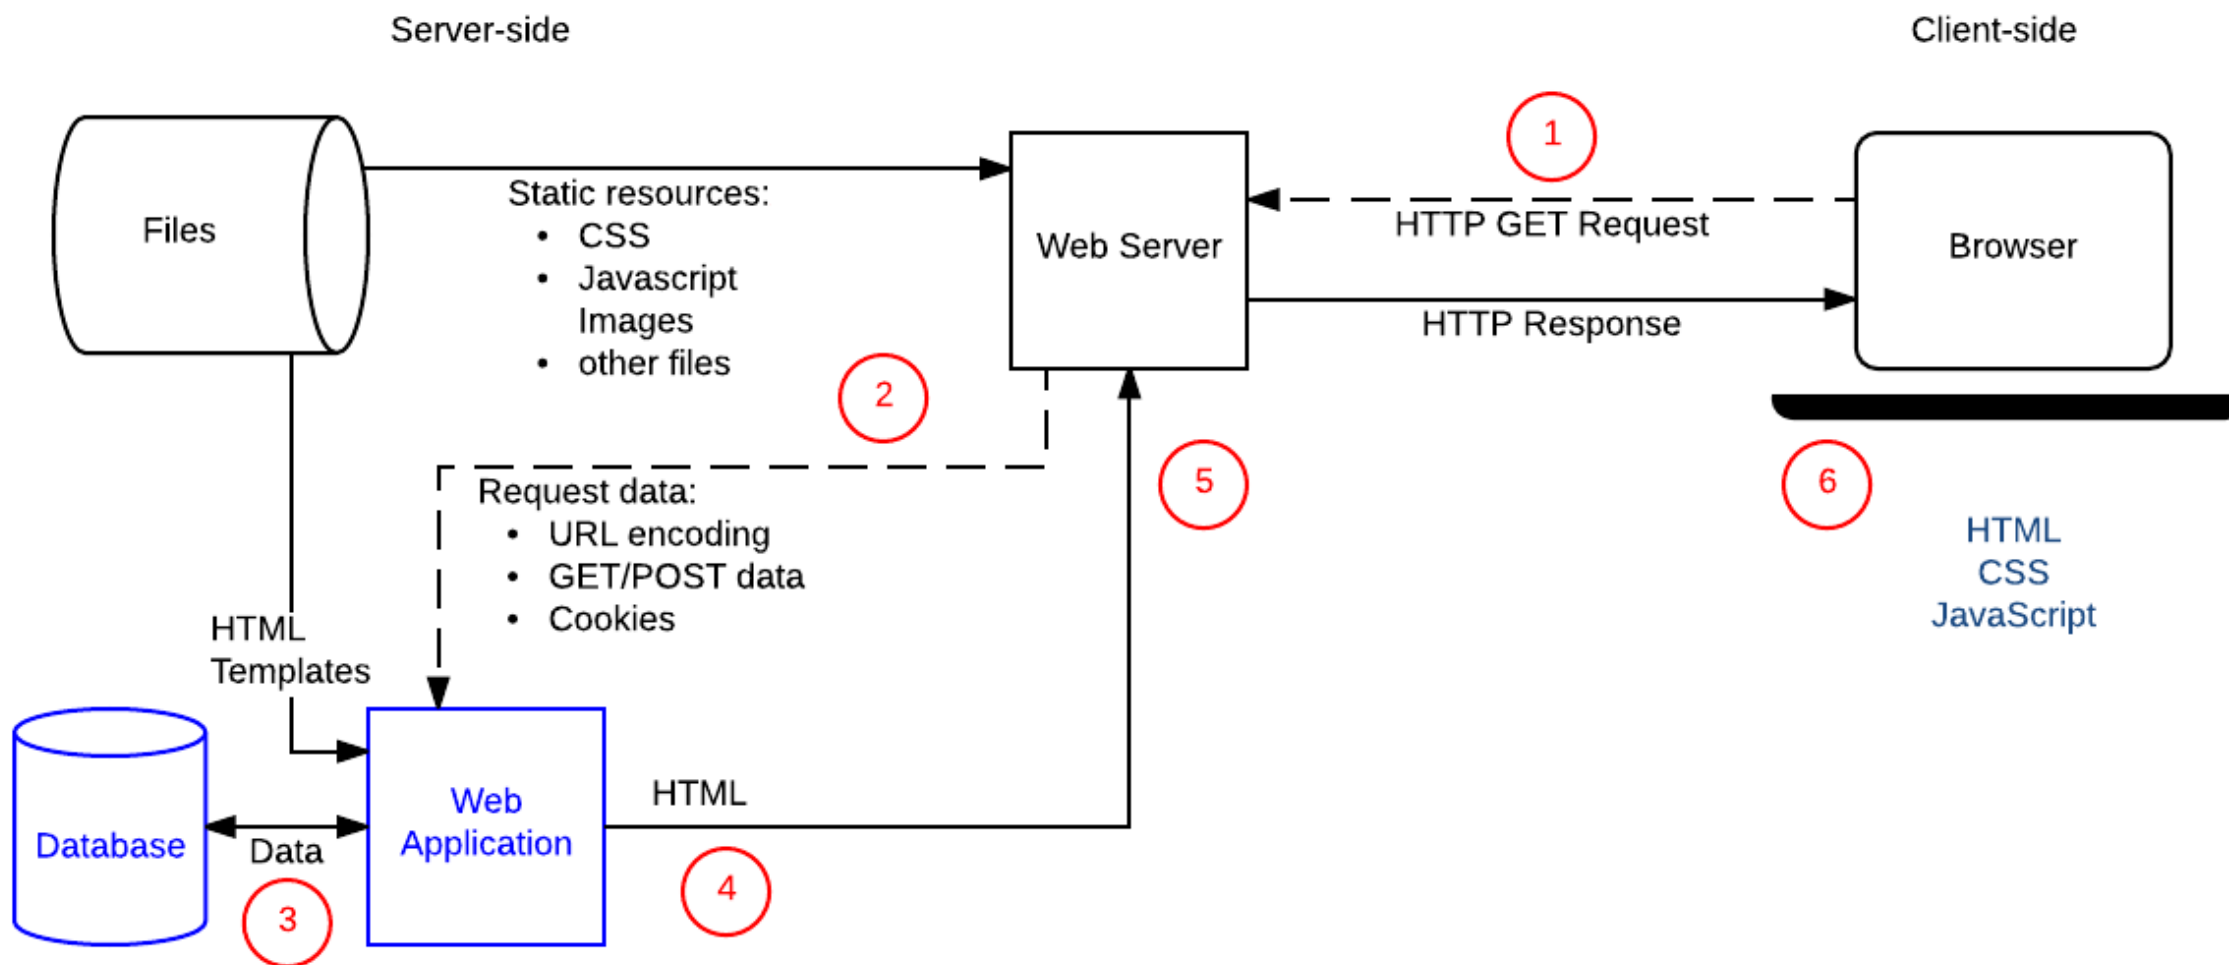 Server-side
Client-side
1
Files
Static resources:
• CSS
• Javascript
Images
• other files
Web Server
HTTP GET Request
HTTP Response
Browser
2
Request data:
• URL encoding
• GET/POST data
• Cookies
5
6
HTML
CSS
JavaScript
HTML
Templates
Database
Data
3
Web
Application
HTML
4